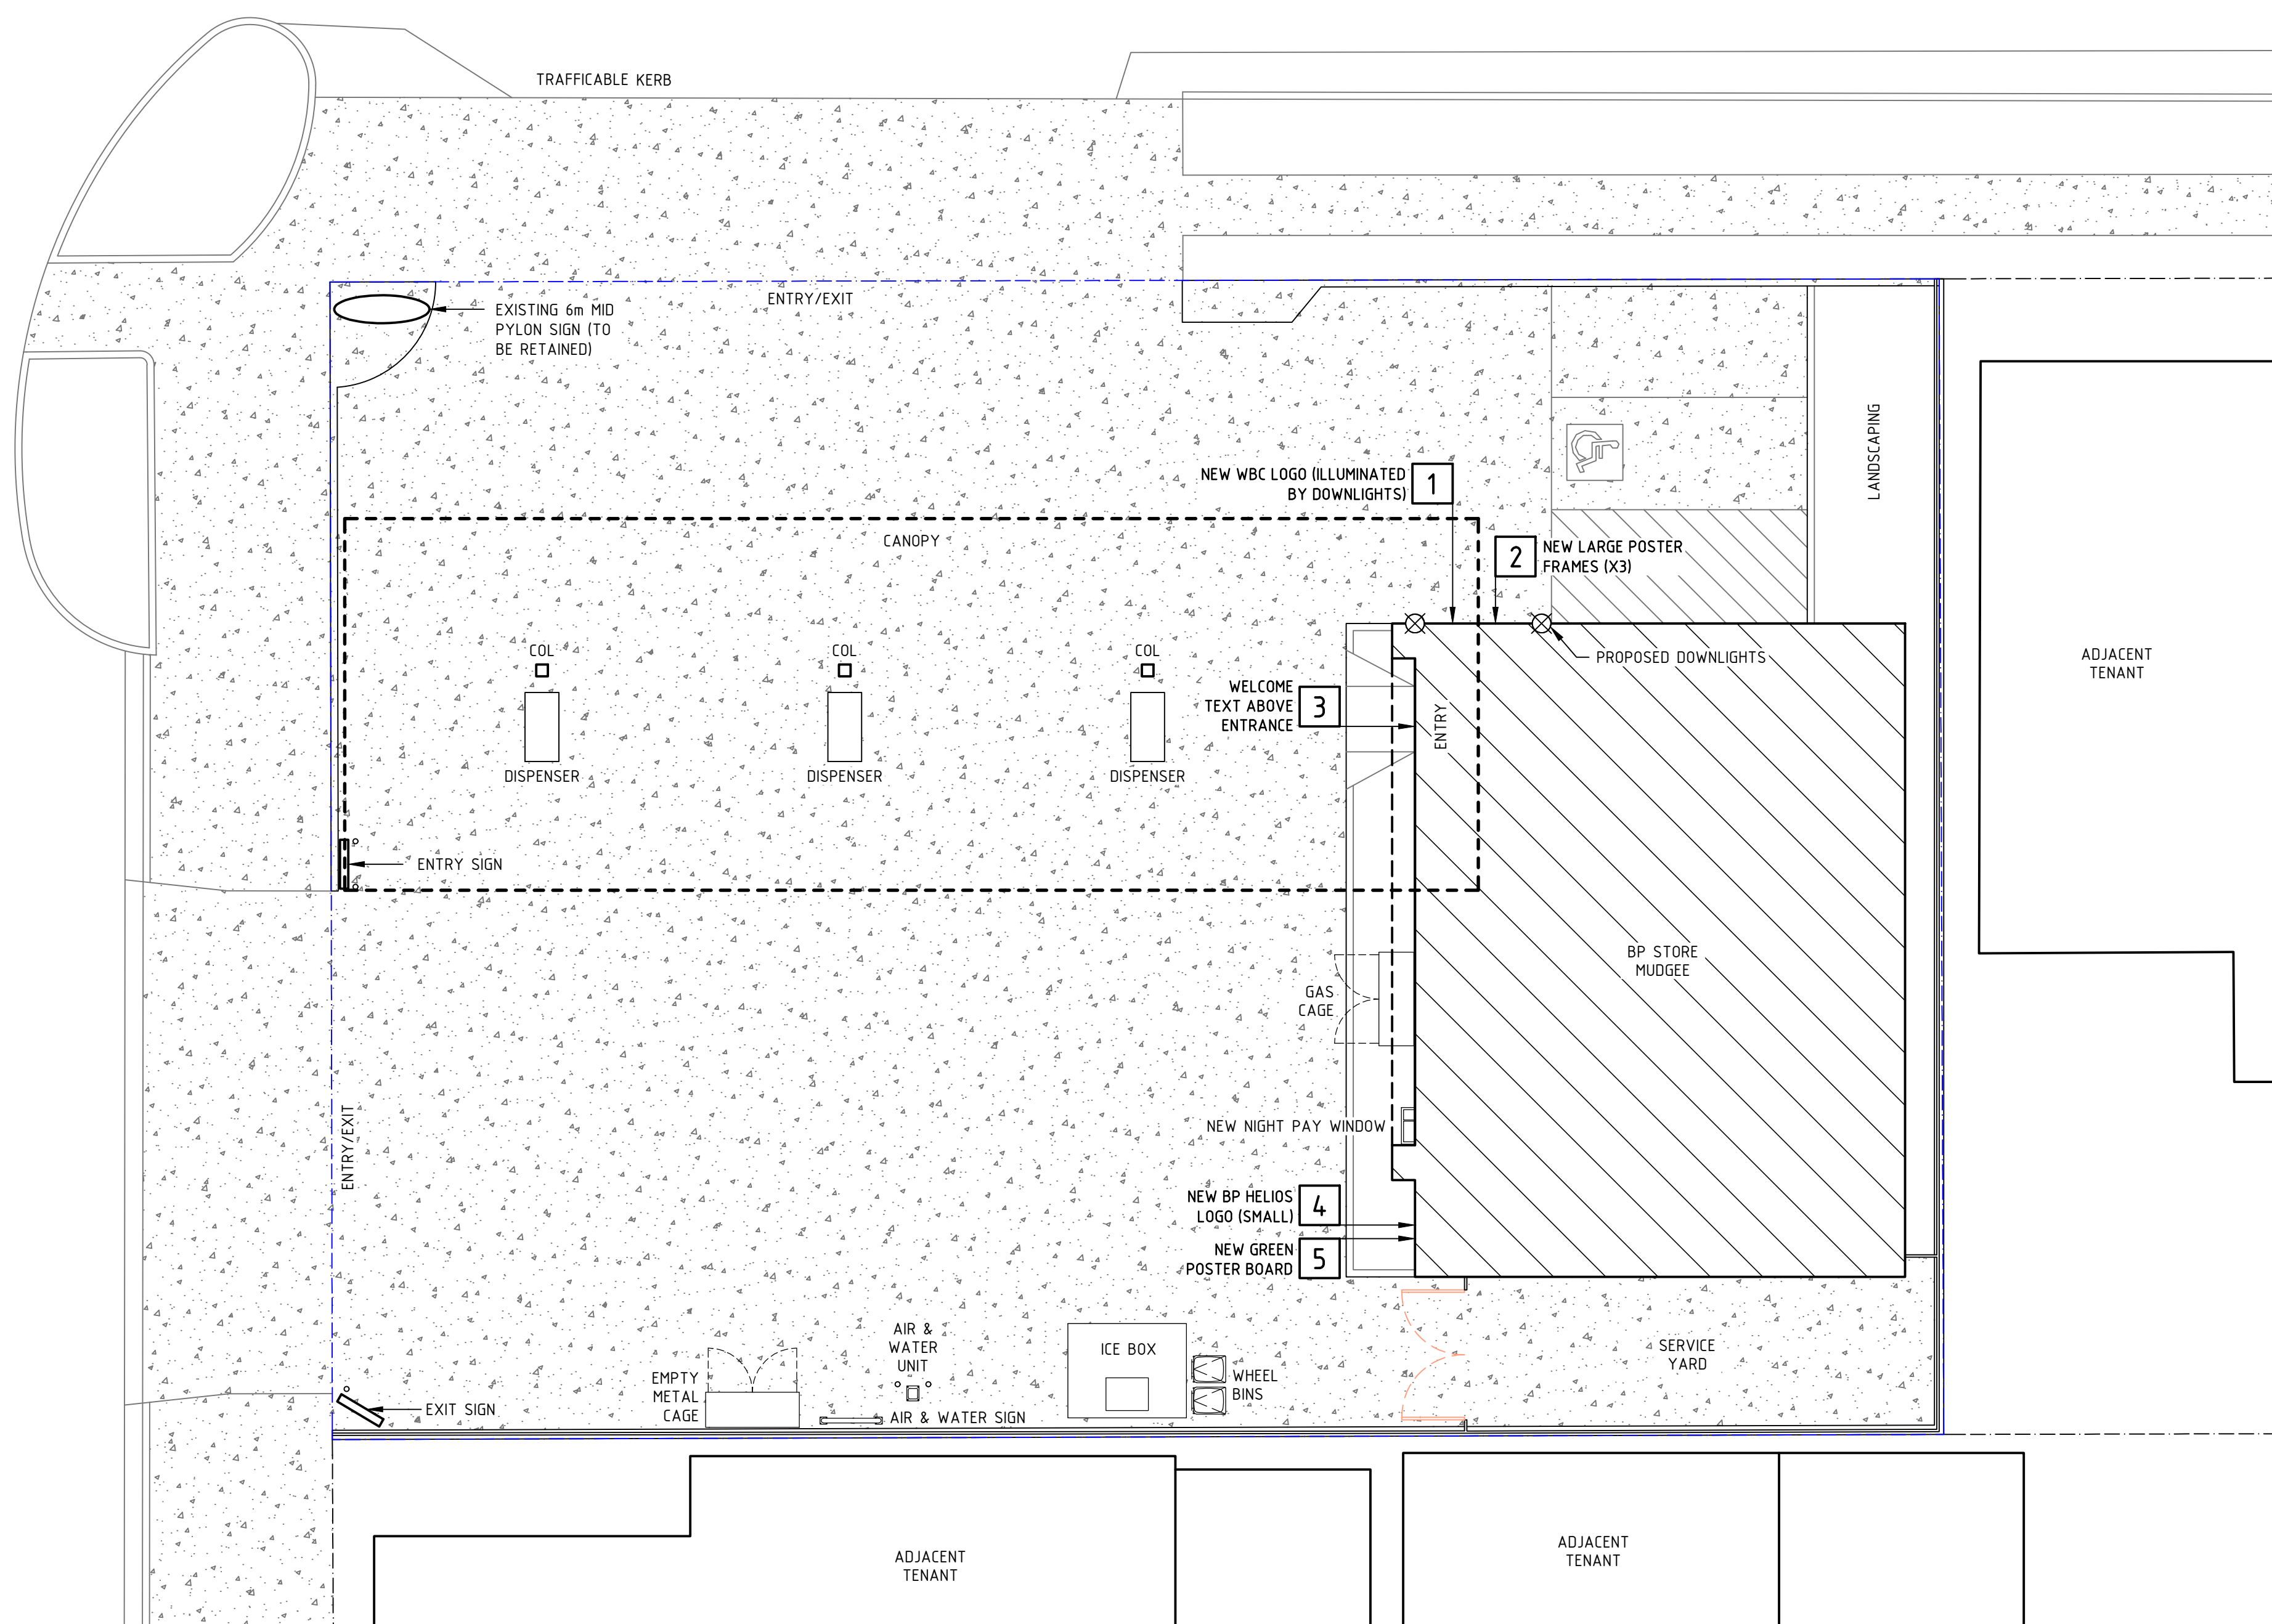 TRAFFICABLE KERB
ENTRY/EXIT
EXISTING 6m MID
PYLON SIGN (TO
BE RETAINED)
LANDSCAPING
NEW WBC LOGO (ILLUMINATED
BY DOWNLIGHTS)
1
CANOPY
2
NEW LARGE POSTER
FRAMES (X3)
COL
COL
COL
PROPOSED DOWNLIGHTS
ADJACENT
TENANT
WELCOME
TEXT ABOVE
ENTRANCE
3
ENTRY
DISPENSER
DISPENSER
DISPENSER
ENTRY SIGN
BP STORE
MUDGEE
GAS
CAGE
ENTRY/EXIT
NEW NIGHT PAY WINDOW
NEW BP HELIOS
LOGO (SMALL)
4
NEW GREEN
POSTER BOARD
5
AIR &
WATER
UNIT
ICE BOX
SERVICE
YARD
EMPTY
METAL
CAGE
WHEEL
BINS
EXIT SIGN
AIR & WATER SIGN
ADJACENT
TENANT
ADJACENT
TENANT